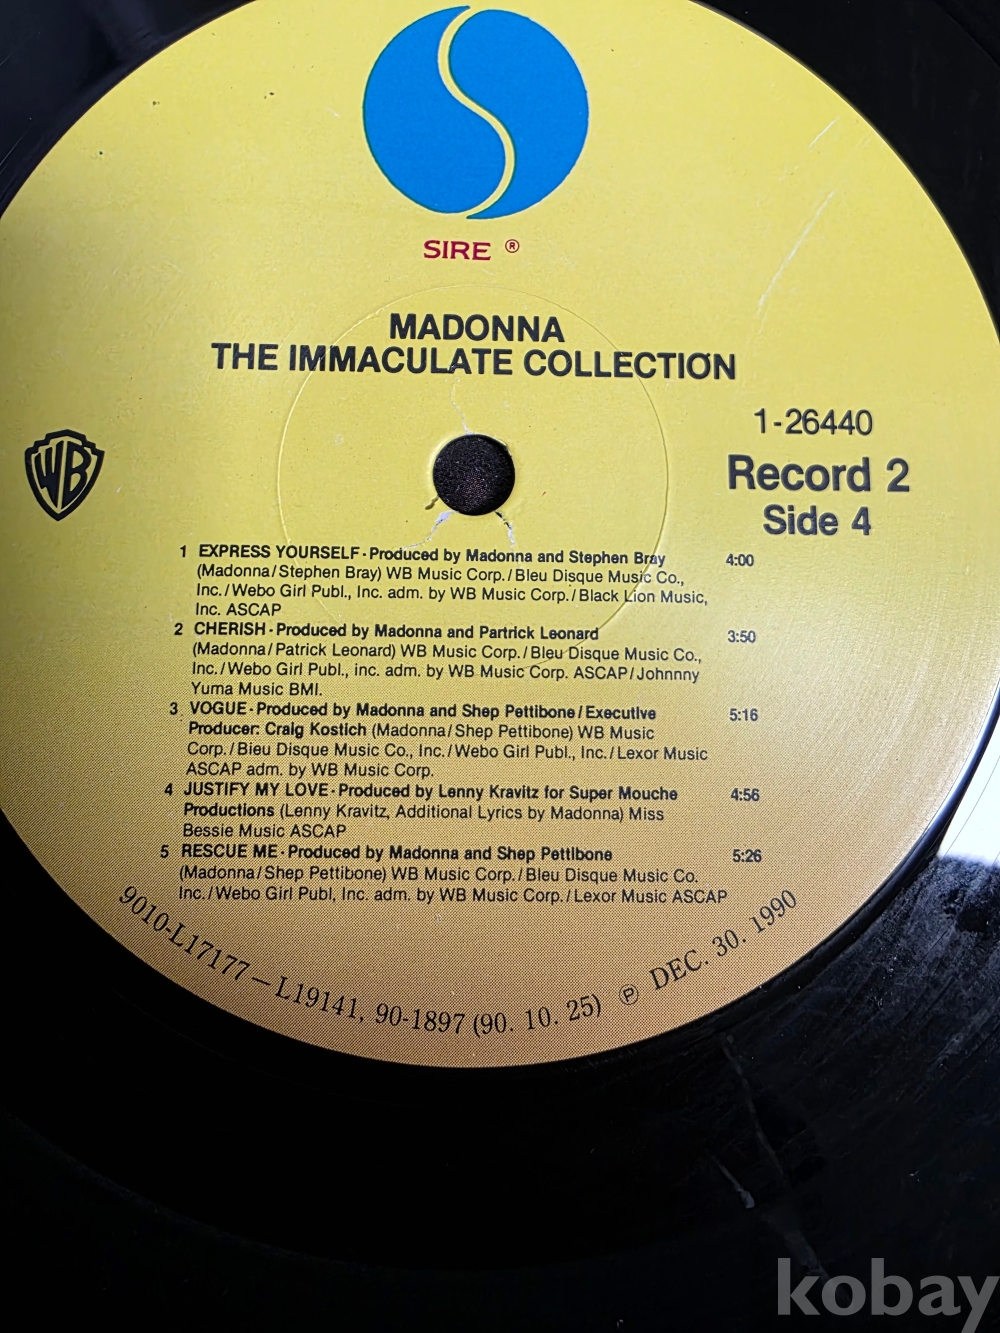 SIRE ®
MADONNA
THE IMMACULATE COLLECTION
1-26440
WB
Record 2
Side 4
1 EXPRESS YOURSELF · Produced by Madonna and Stephen Bray 4:00
(Madonna/Stephen Bray) WB Music Corp./Bleu Disque Music Co.,
Inc./Webo Girl Publ., Inc. adm. by WB Music Corp./Black Lion Music,
Inc. ASCAP
2 CHERISH · Produced by Madonna and Partrick Leonard 3:50
(Madonna/Patrick Leonard) WB Music Corp./Bleu Disque Music Co.,
Inc./Webo Girl Publ., inc. adm. by WB Music Corp. ASCAP/Johnnny
Yuma Music BMI.
3 VOGUE · Produced by Madonna and Shep Pettibone/Executive 5:16
Producer: Craig Kostich (Madonna/Shep Pettibone) WB Music
Corp./Bieu Disque Music Co., Inc./Webo Girl Publ., Inc./Lexor Music
ASCAP adm. by WB Music Corp.
4 JUSTIFY MY LOVE · Produced by Lenny Kravitz for Super Mouche 4:56
Productions (Lenny Kravitz, Additional Lyrics by Madonna) Miss
Bessie Music ASCAP
5 RESCUE ME · Produced by Madonna and Shep Pettibone 5:26
(Madonna/Shep Pettibone) WB Music Corp./Bleu Disque Music Co.
Inc./Webo Girl Publ, Inc. adm. by WB Music Corp./Lexor Music ASCAP
9010-L17177 — L19141, 90-1897 (90. 10. 25) ℗ DEC. 30. 1990
kobay